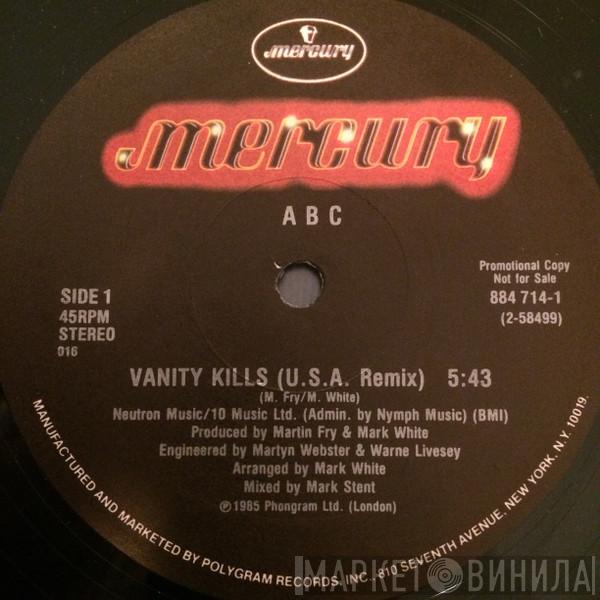 mercury
mercury
ABC
Promotional Copy
Not for Sale
884 714-1
(2-58499)
SIDE 1
45RPM
STEREO
016
VANITY KILLS (U.S.A. Remix) 5:43
(M. Fry/M. White)
Neutron Music/10 Music Ltd. (Admin. by Nymph Music) (BMI)
Produced by Martin Fry & Mark White
Engineered by Martyn Webster & Warne Livesey
Arranged by Mark White
Mixed by Mark Stent
℗1985 Phongram Ltd. (London)
MANUFACTURED AND MARKETED BY POLYGRAM RECORDS, INC., 810 SEVENTH AVENUE, NEW YORK, N.Y. 10019.
МАРКЕТ ВИНИЛА